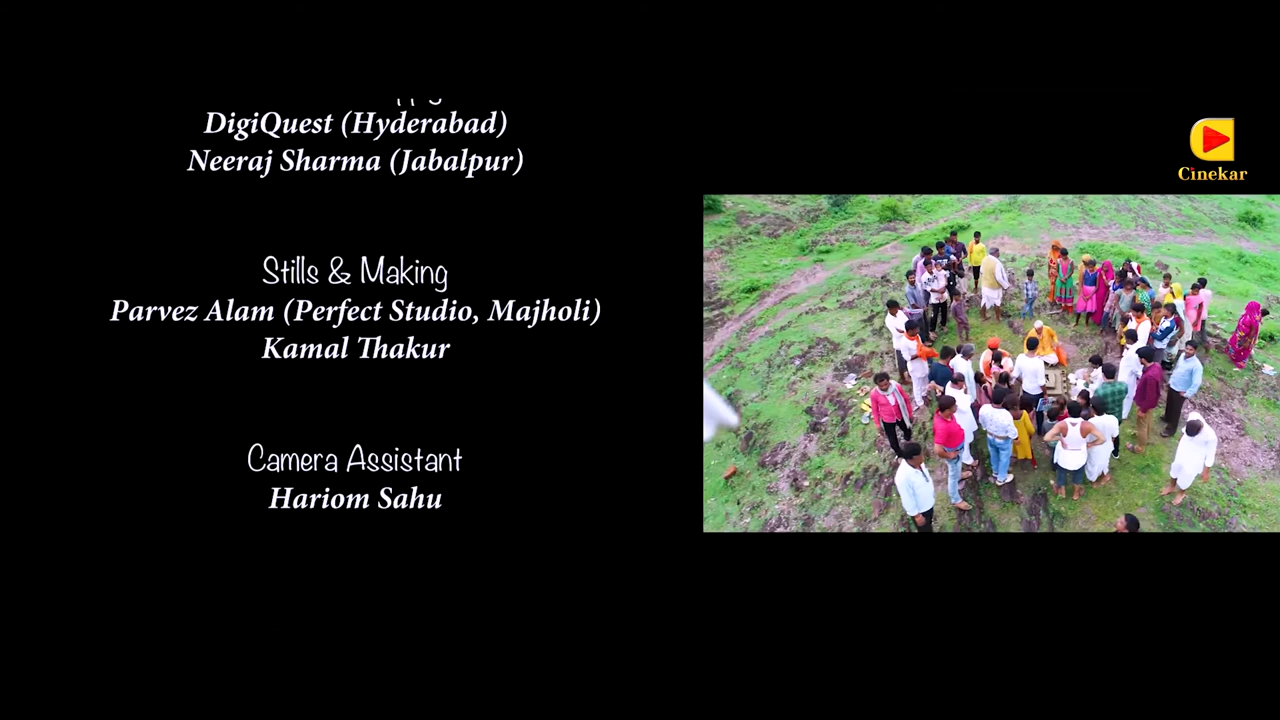 DigiQuest (Hyderabad)
Neeraj Sharma (Jabalpur)
Stills & Making
Parvez Alam (Perfect Studio, Majholi)
Kamal Thakur
Camera Assistant
Hariom Sahu
Cinekar